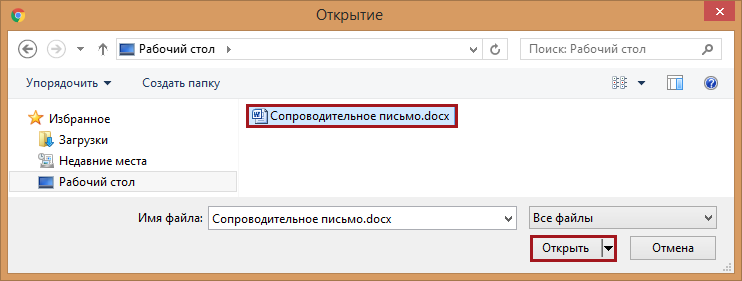 Открытие
Рабочий стол
Поиск: Рабочий стол
Упорядочить
Создать папку
Избранное
Загрузки
Недавние места
Рабочий стол
Сопроводительное письмо.docx
Имя файла:
Сопроводительное письмо.docx
Все файлы
Открыть
Отмена